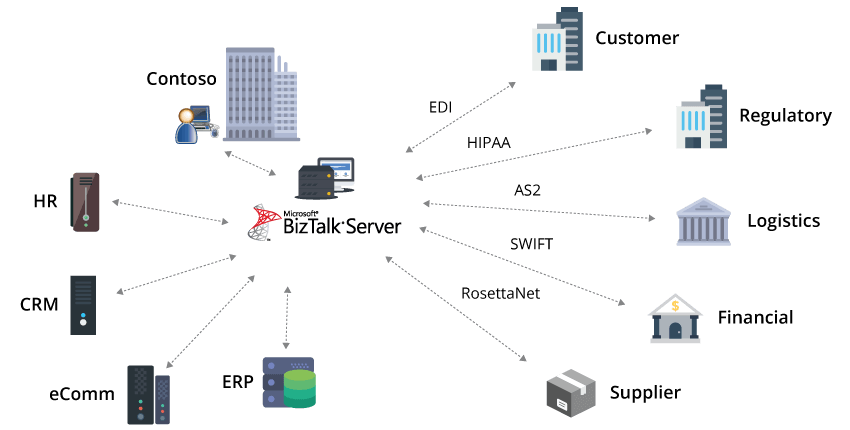 Customer
Contoso
EDI
Regulatory
HIPAA
AS2
HR
Microsoft®
BizTalk Server
Logistics
SWIFT
RosettaNet
CRM
$
Financial
eComm
ERP
Supplier